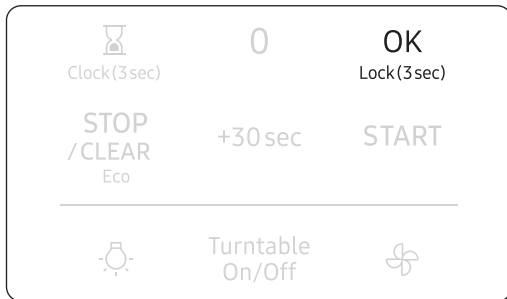 0 OK
Clock(3sec) Lock(3sec)
STOP
/CLEAR +30sec START
Eco
Turntable
On/Off